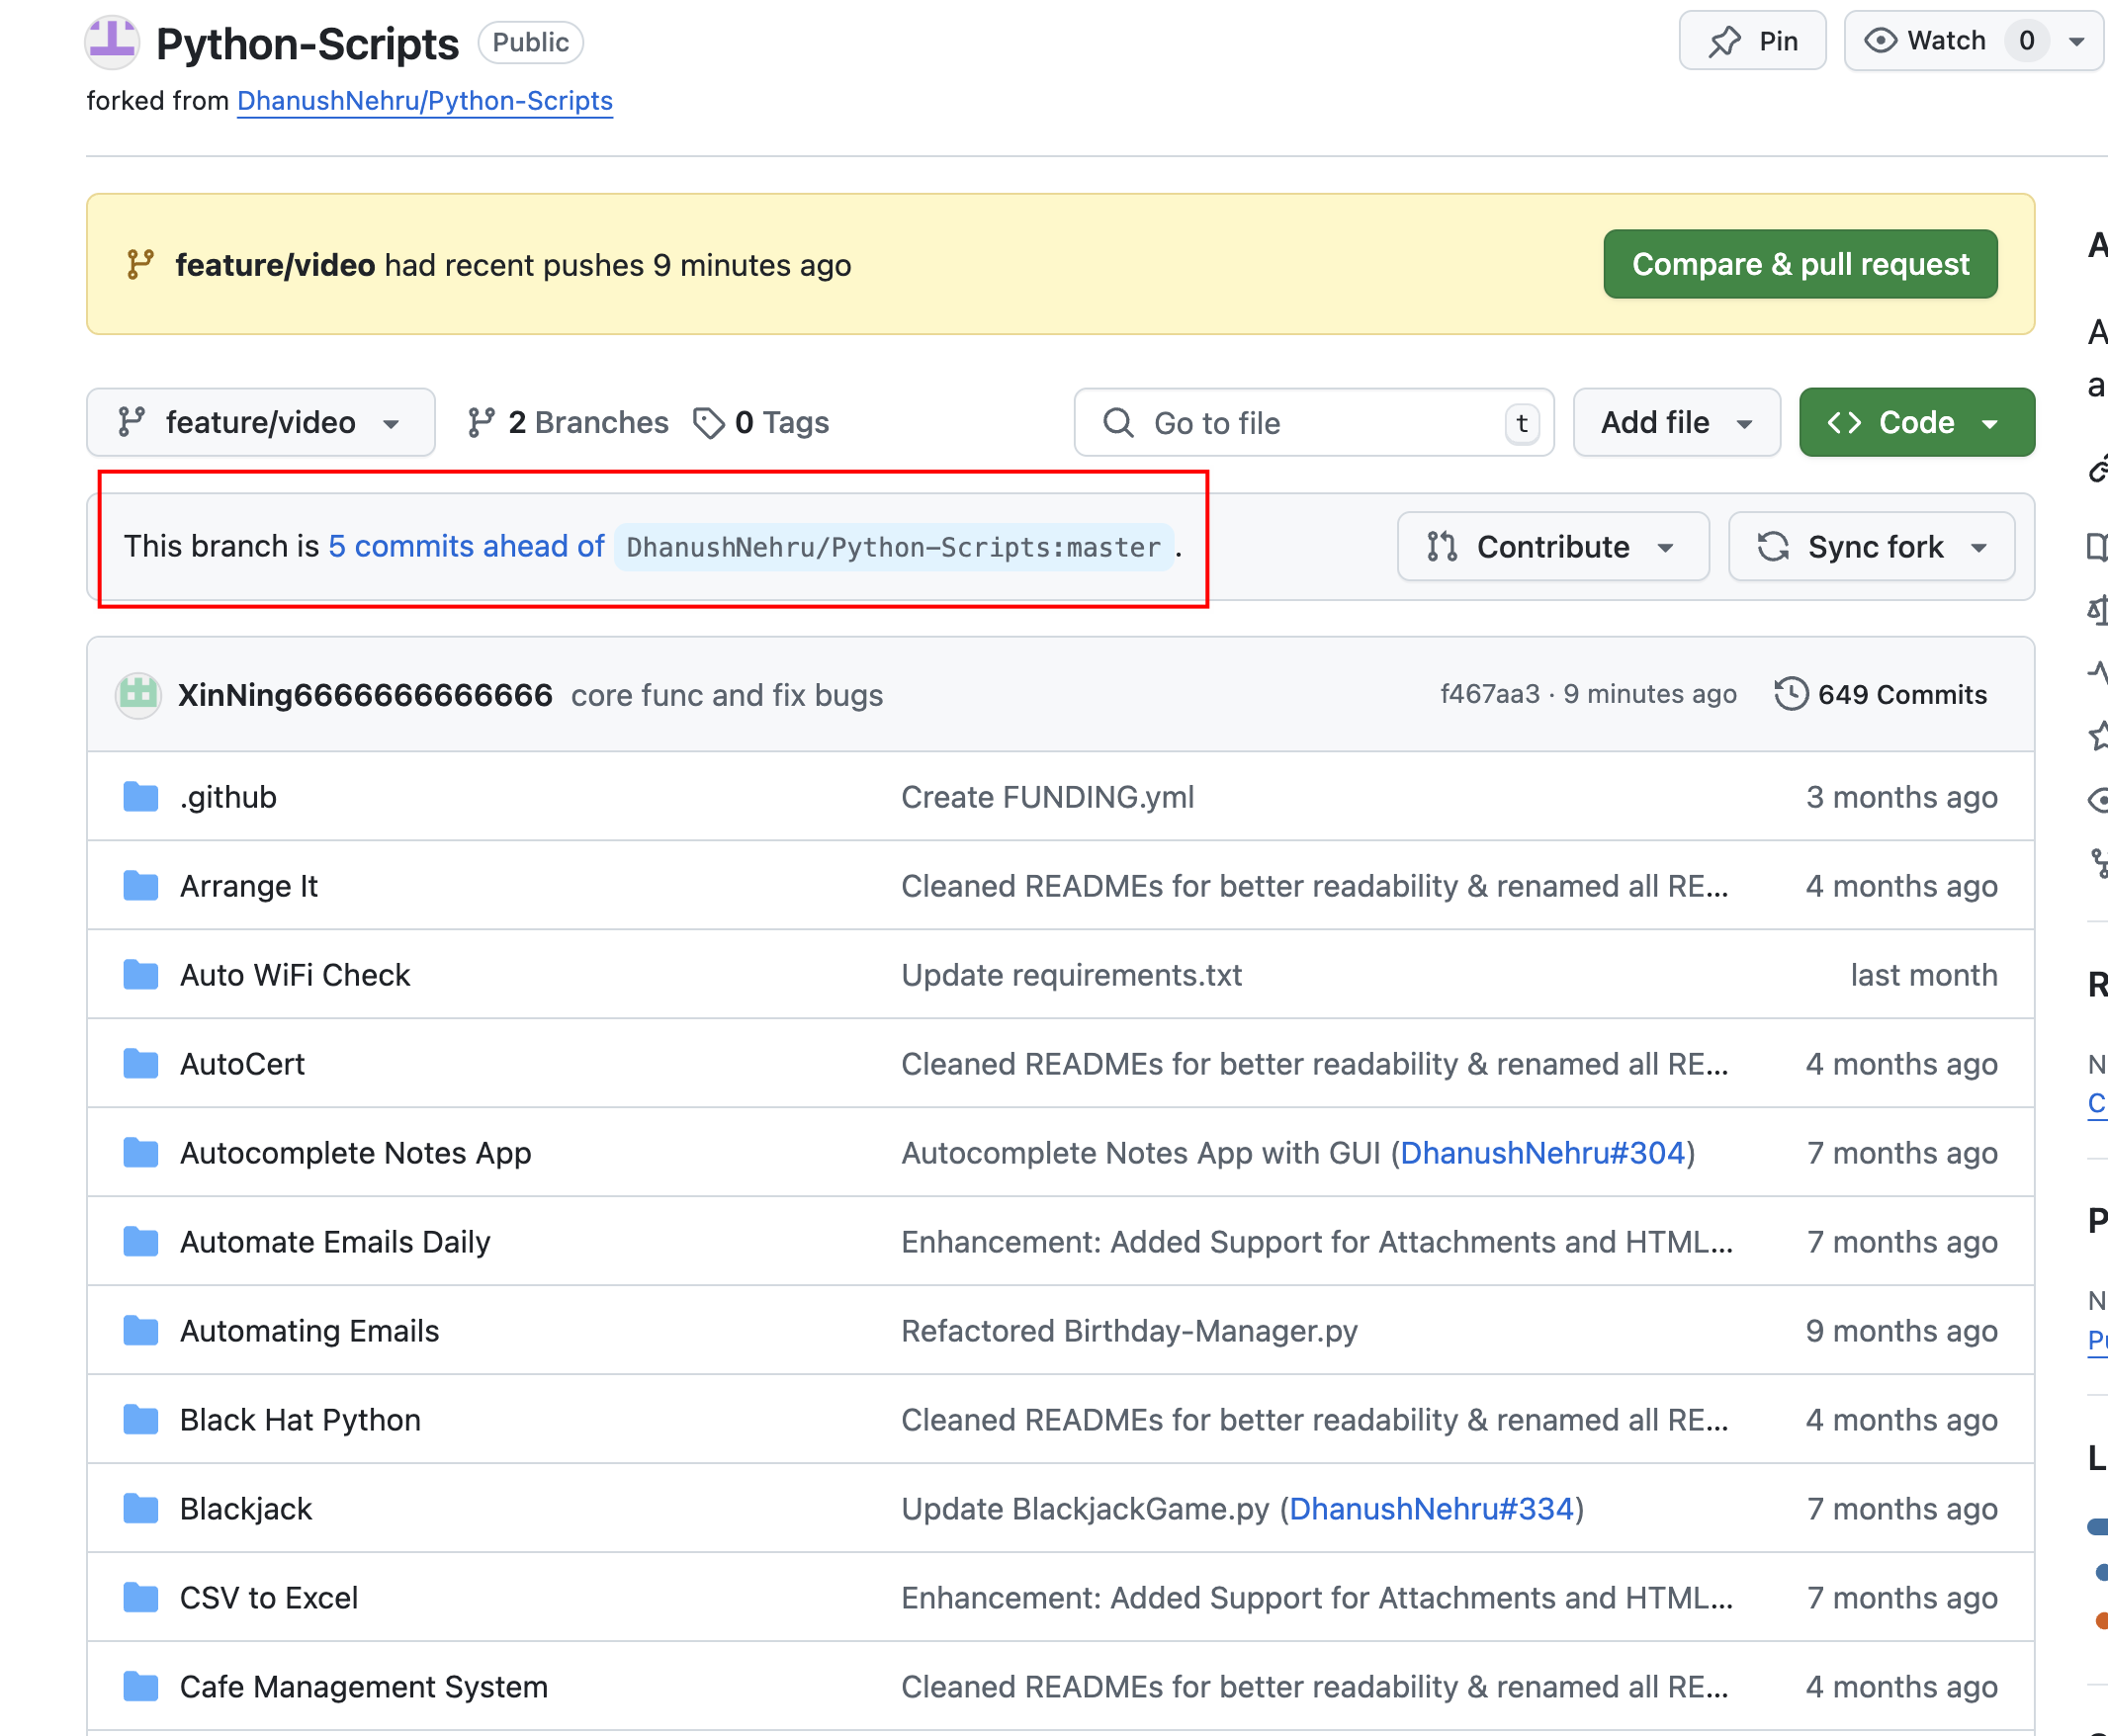 Python-Scripts Public Pin Watch 0
forked from DhanushNehru/Python-Scripts
feature/video had recent pushes 9 minutes ago Compare & pull request
feature/video 2 Branches 0 Tags Go to file t Add file Code
This branch is 5 commits ahead of DhanushNehru/Python-Scripts:master . Contribute Sync fork
XinNing6666666666666 core func and fix bugs f467aa3 · 9 minutes ago 649 Commits
.github Create FUNDING.yml 3 months ago
Arrange It Cleaned READMEs for better readability & renamed all RE... 4 months ago
Auto WiFi Check Update requirements.txt last month
AutoCert Cleaned READMEs for better readability & renamed all RE... 4 months ago
Autocomplete Notes App Autocomplete Notes App with GUI (DhanushNehru#304) 7 months ago
Automate Emails Daily Enhancement: Added Support for Attachments and HTML... 7 months ago
Automating Emails Refactored Birthday-Manager.py 9 months ago
Black Hat Python Cleaned READMEs for better readability & renamed all RE... 4 months ago
Blackjack Update BlackjackGame.py (DhanushNehru#334) 7 months ago
CSV to Excel Enhancement: Added Support for Attachments and HTML... 7 months ago
Cafe Management System Cleaned READMEs for better readability & renamed all RE... 4 months ago